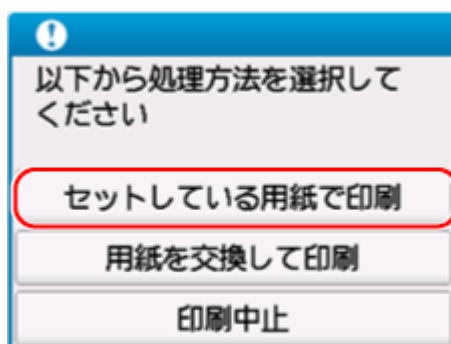 以下から処理方法を選択して
ください
セットしている用紙で印刷
用紙を交換して印刷
印刷中止